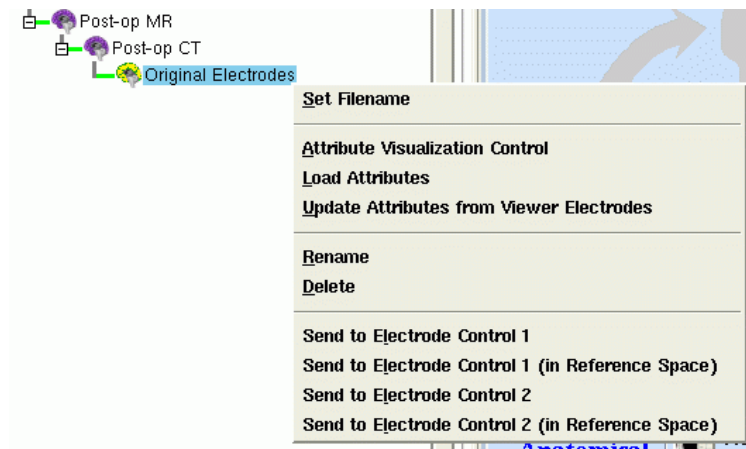 Post-op MR
Post-op CT
Original Electrodes
Set Filename
Attribute Visualization Control
Load Attributes
Update Attributes from Viewer Electrodes
Rename
Delete
Send to Electrode Control 1
Send to Electrode Control 1 (in Reference Space)
Send to Electrode Control 2
Send to Electrode Control 2 (in Reference Space)
Anatomical